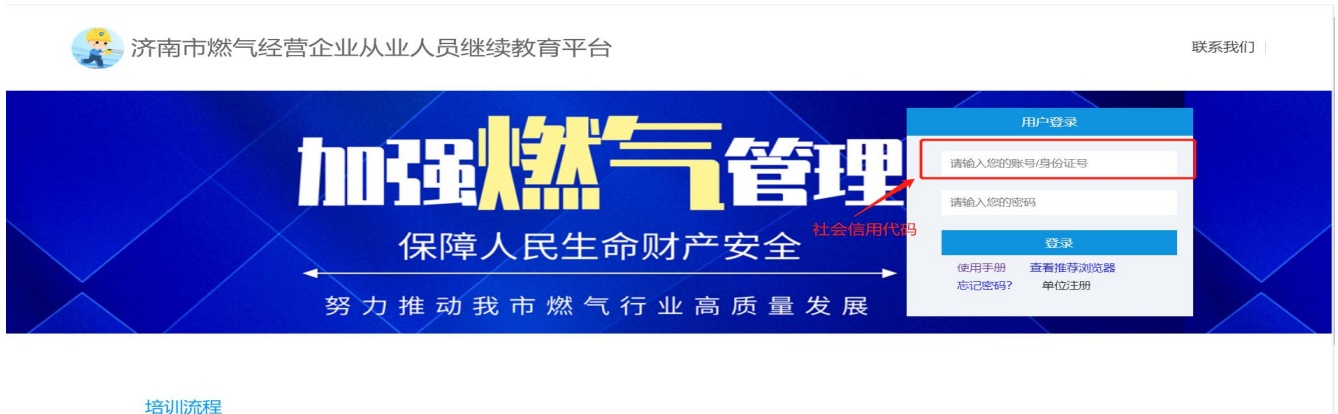 济南市燃气经营企业从业人员继续教育平台
联系我们
加强燃气管理
保障人民生命财产安全
努力推动我市燃气行业高质量发展
用户登录
请输入您的账号/身份证号
请输入您的密码
社会信用代码
登录
使用手册 查看推荐浏览器
忘记密码? 单位注册
培训流程